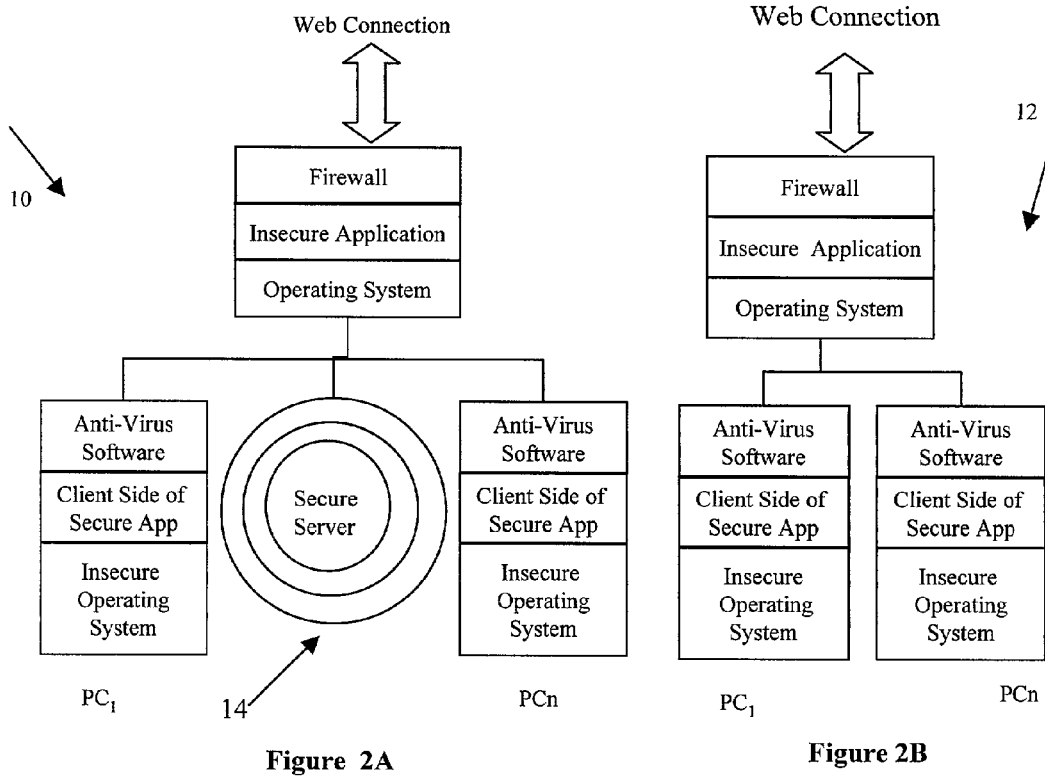 Web Connection
10
Firewall
Insecure Application
Operating System
Anti-Virus
Software
Client Side of
Secure App
Insecure
Operating
System
PC1
Secure
Server
14
Anti-Virus
Software
Client Side of
Secure App
Insecure
Operating
System
PCn
Figure 2A
Web Connection
12
Firewall
Insecure Application
Operating System
Anti-Virus
Software
Client Side of
Secure App
Insecure
Operating
System
PC1
Anti-Virus
Software
Client Side of
Secure App
Insecure
Operating
System
PCn
Figure 2B